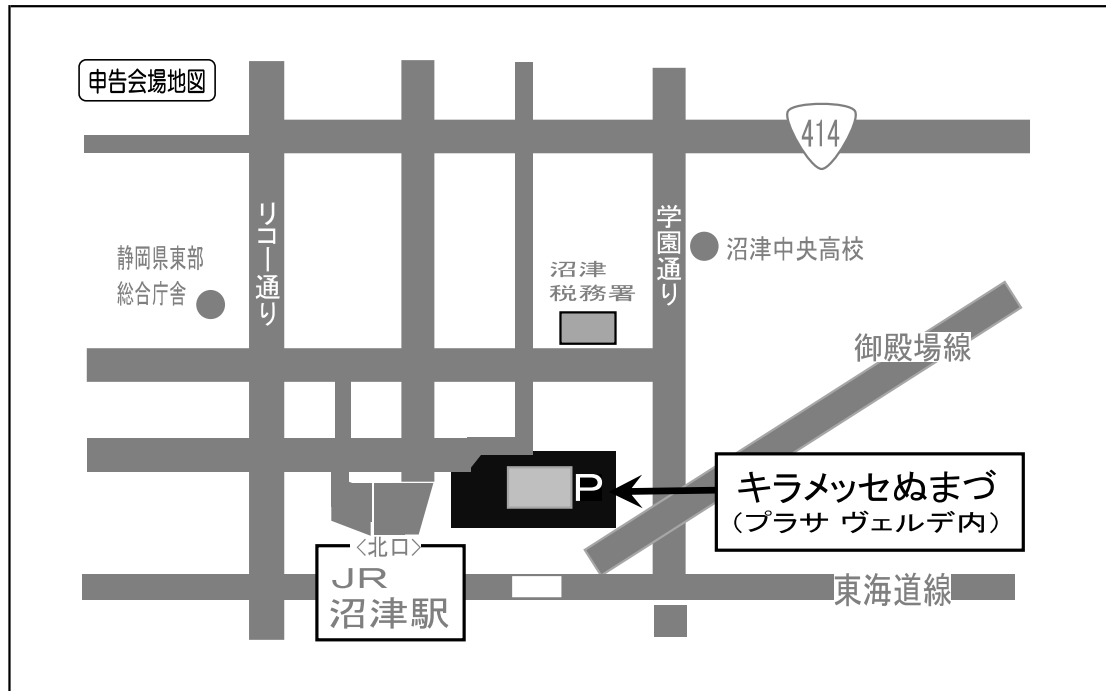 申告会場地図
414
リコー通り
学園通り
沼津中央高校
静岡県東部
総合庁舎
沼津
税務署
御殿場線
キラメッセぬまづ
（プラサ ヴェルデ内）
P
〈北口〉
JR
沼津駅
東海道線